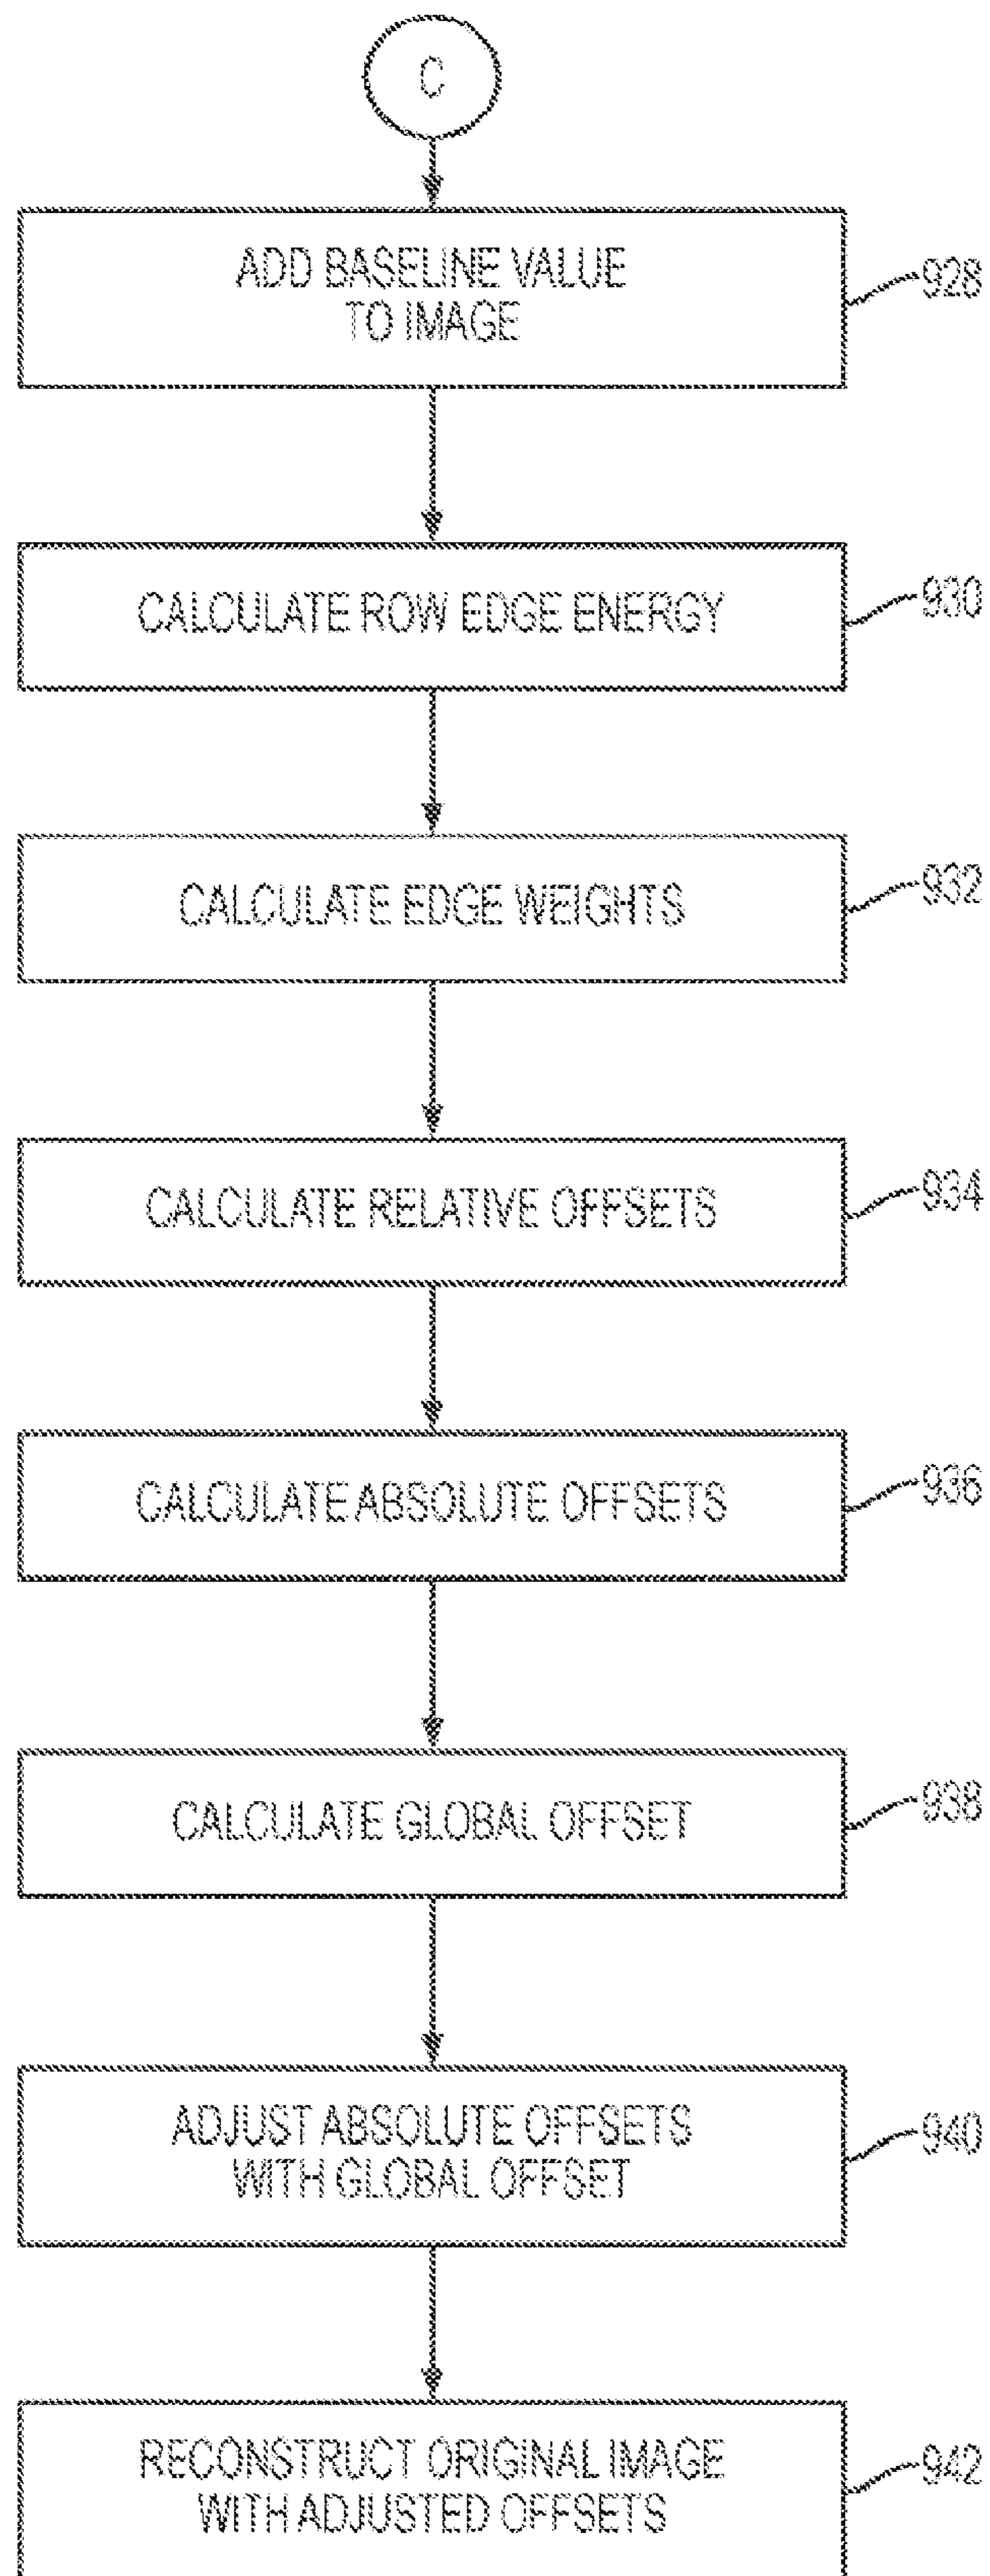 C
ADD BASELINE VALUE
TO IMAGE
928
CALCULATE ROW EDGE ENERGY
930
CALCULATE EDGE WEIGHTS
932
CALCULATE RELATIVE OFFSETS
934
CALCULATE ABSOLUTE OFFSETS
936
CALCULATE GLOBAL OFFSET
938
ADJUST ABSOLUTE OFFSETS
WITH GLOBAL OFFSET
940
RECONSTRUCT ORIGINAL IMAGE
WITH ADJUSTED OFFSETS
942